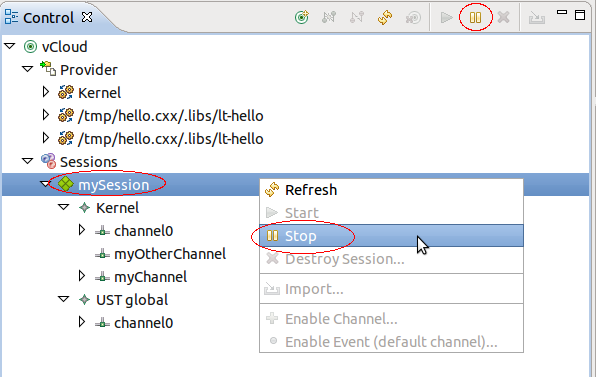 Control
vCloud
Provider
Kernel
/tmp/hello.cxx/.libs/lt-hello
/tmp/hello.cxx/.libs/lt-hello
Sessions
mySession
Kernel
channel0
myOtherChannel
myChannel
UST global
channel0
Refresh
Start
Stop
Destroy Session...
Import...
Enable Channel...
Enable Event (default channel)...